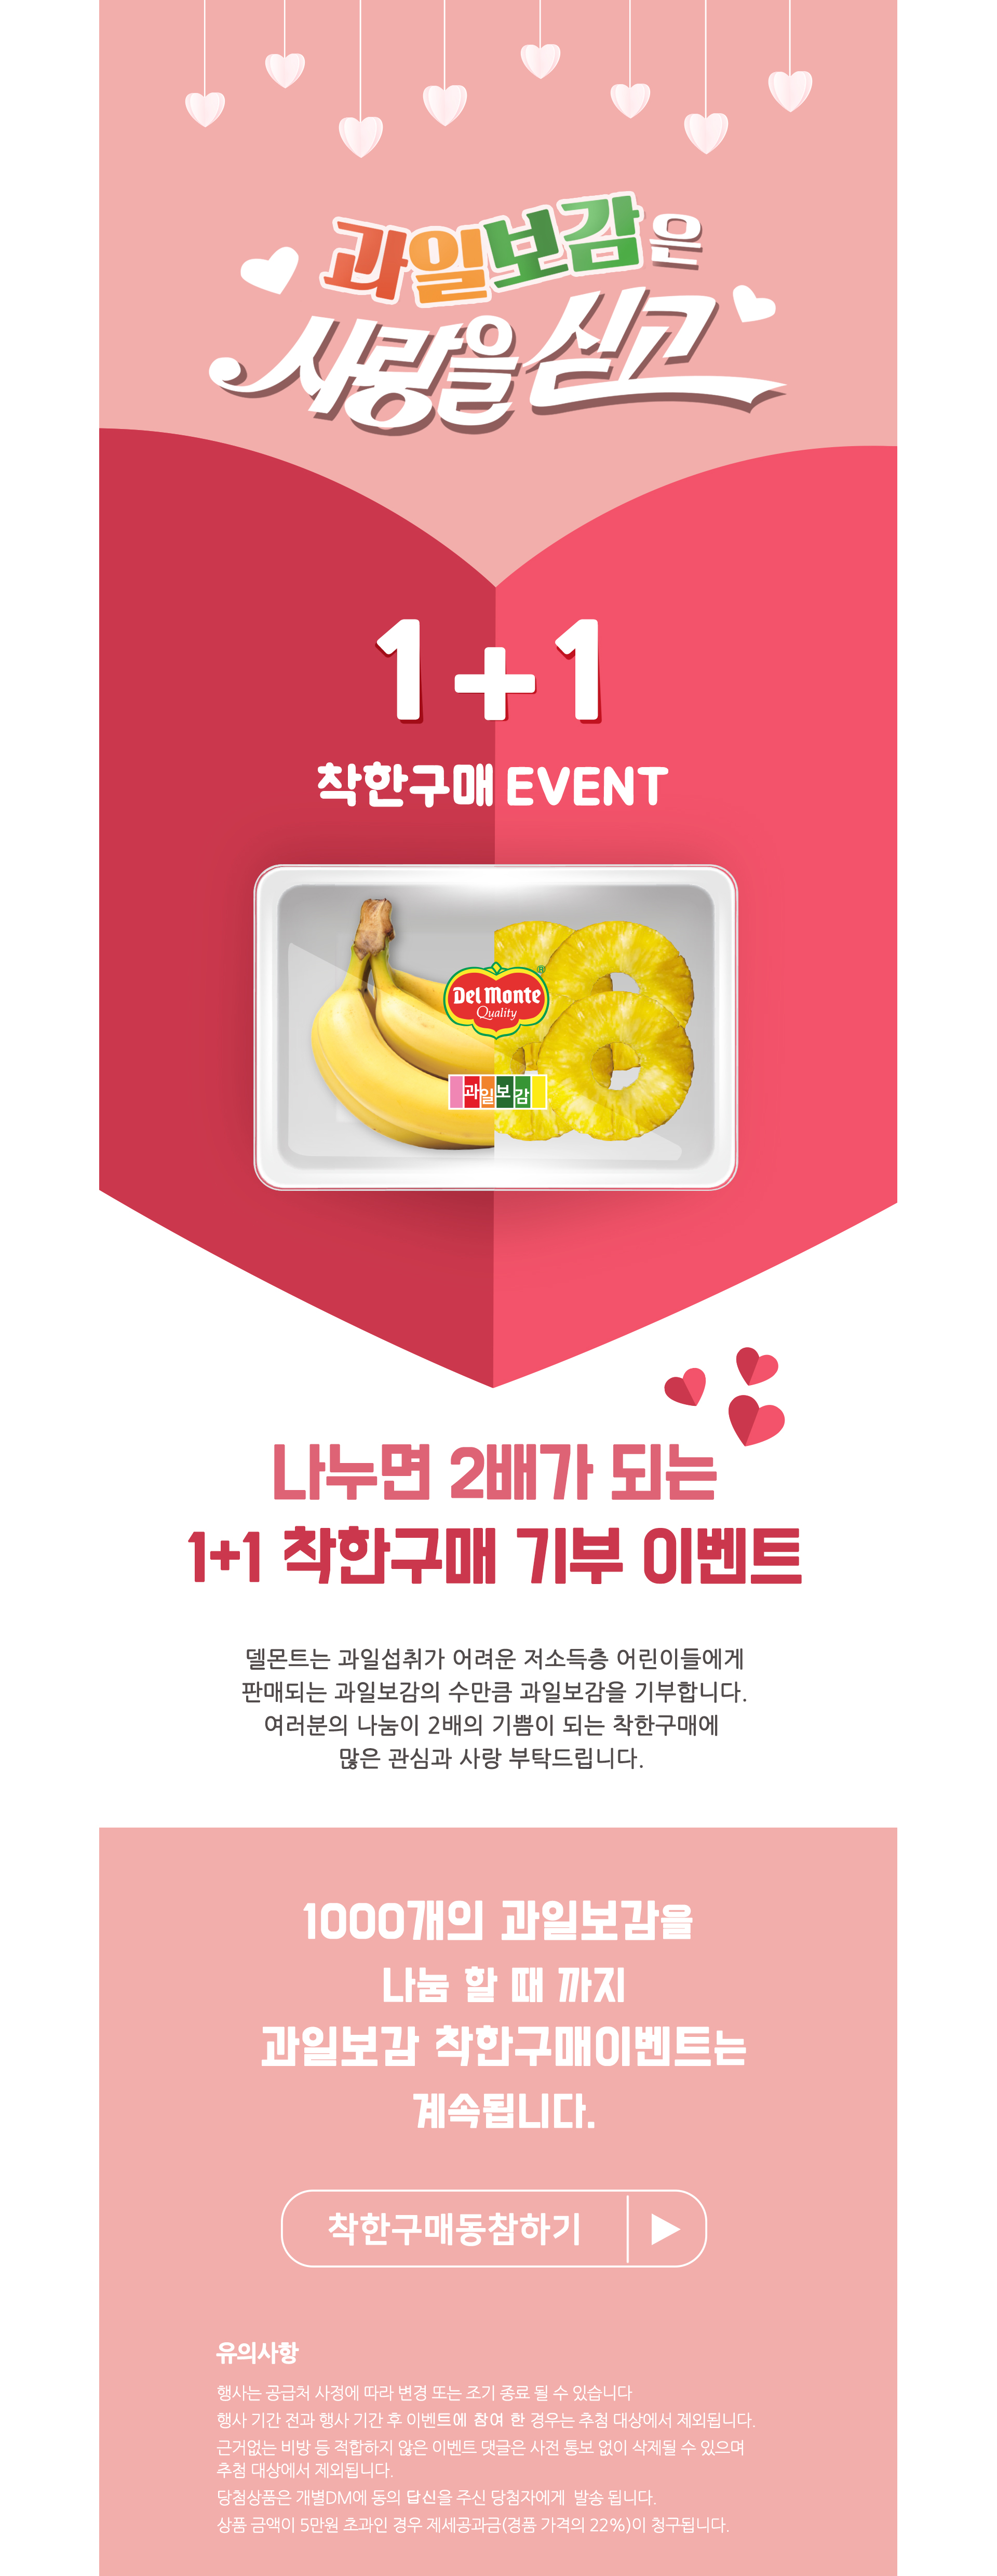 과일보감은
사랑을 싣고
1+1
착한구매 EVENT
Del Monte
Quality
과일보감
나누면 2배가 되는
1+1 착한구매 기부 이벤트
델몬트는 과일섭취가 어려운 저소득층 어린이들에게
판매되는 과일보감의 수만큼 과일보감을 기부합니다.
여러분의 나눔이 2배의 기쁨이 되는 착한구매에
많은 관심과 사랑 부탁드립니다.
1000개의 과일보감을
나눔 할 때 까지
과일보감 착한구매이벤트는
계속됩니다.
착한구매동참하기
유의사항
행사는 공급처 사정에 따라 변경 또는 조기 종료 될 수 있습니다
행사 기간 전과 행사 기간 후 이벤트에 참여 한 경우는 추첨 대상에서 제외됩니다.
근거없는 비방 등 적합하지 않은 이벤트 댓글은 사전 통보 없이 삭제될 수 있으며
추첨 대상에서 제외됩니다.
당첨상품은 개별DM에 동의 답신을 주신 당첨자에게 발송 됩니다.
상품 금액이 5만원 초과인 경우 제세공과금(경품 가격의 22%)이 청구됩니다.